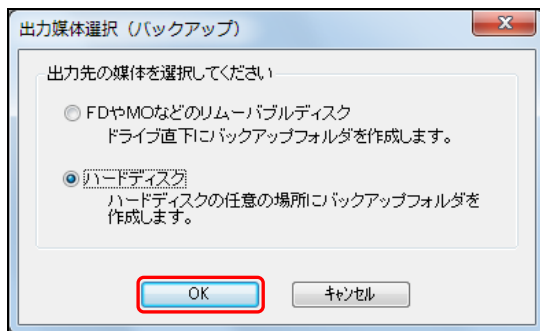 出力媒体選択（バックアップ）
出力先の媒体を選択してください
FDやMOなどのリムーバブルディスク
ドライブ直下にバックアップフォルダを作成します。
ハードディスク
ハードディスクの任意の場所にバックアップフォルダを
作成します。
OK
キャンセル